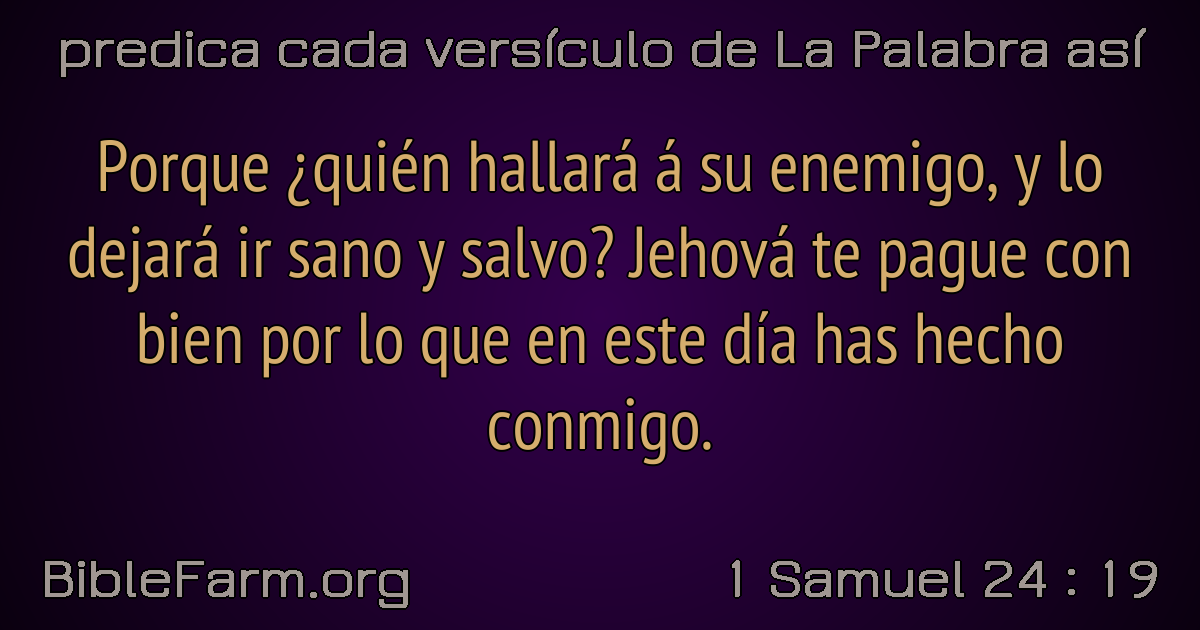 predica cada versículo de La Palabra así
Porque ¿quién hallará á su enemigo, y lo
dejará ir sano y salvo? Jehová te pague con
bien por lo que en este día has hecho
conmigo.
BibleFarm.org
1 Samuel 24 : 19